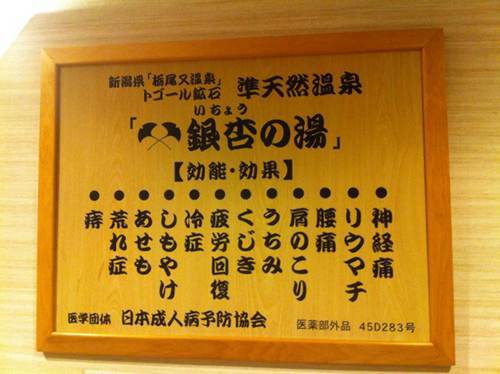 新潟県「栃尾又温泉」
トゴール鉱石 準天然温泉
いちょう
「銀杏の湯」
【効能・効果】
●神経痛
●リウマチ
●腰痛
●肩のこり
●うちみ
●くじき
●疲労回復
●冷症
●しもやけ
●あせも
●荒れ症
●痔
医学団体 日本成人病予防協会
医薬部外品 45D283号